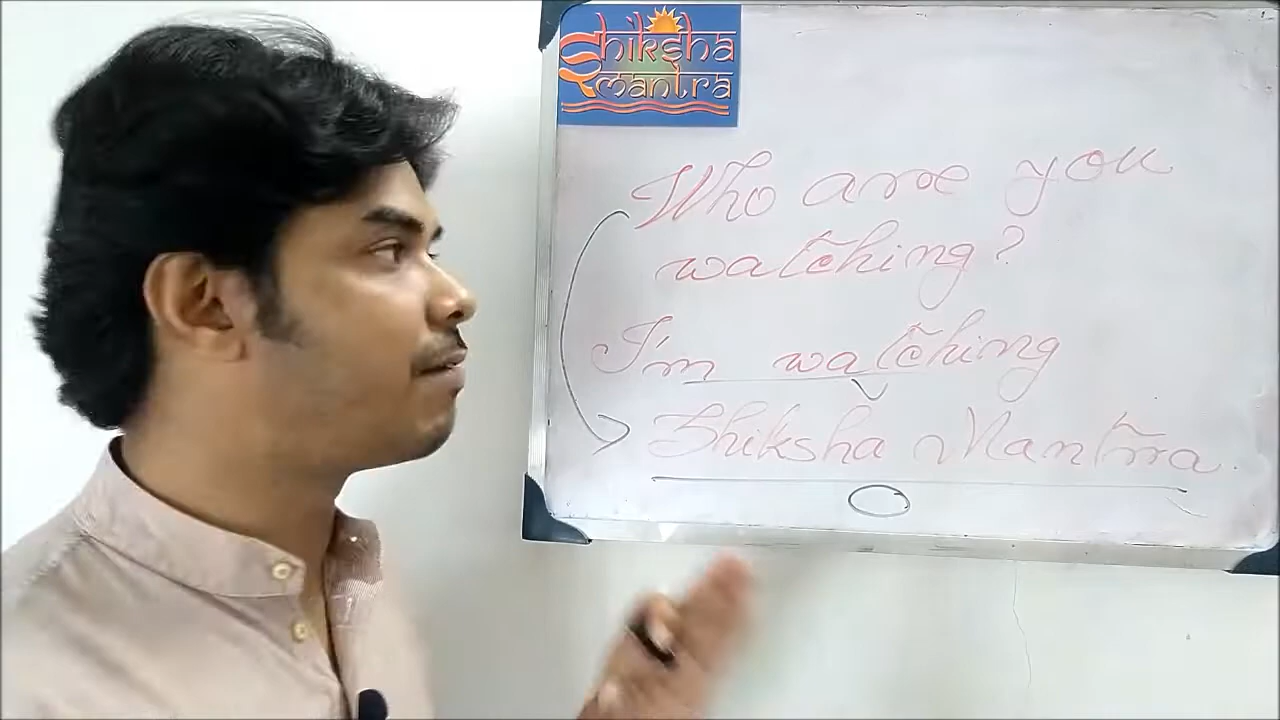 Shiksha
mantra
Who are you
watching?
I'm watching
V
Shiksha Mantra.
O